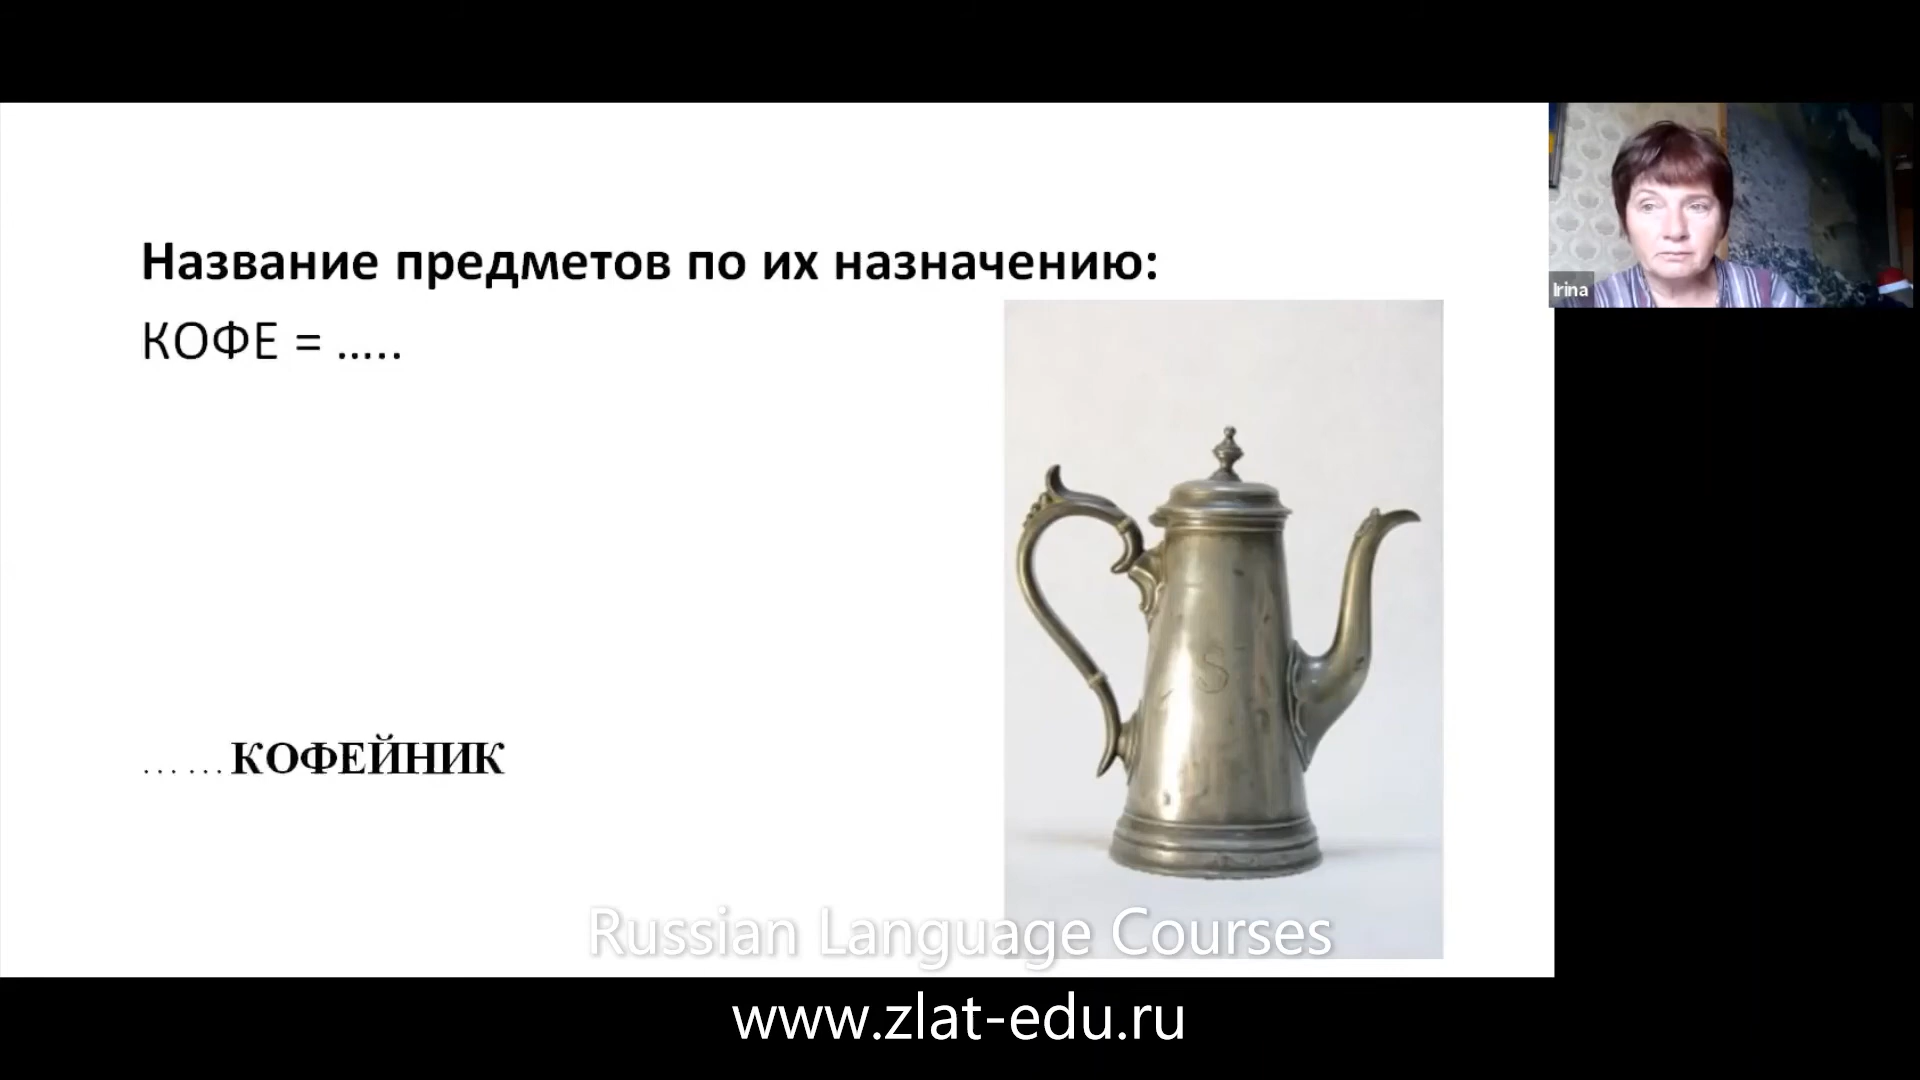 Название предметов по их назначению:
КОФЕ = .....
Irina
S
... ...КОФЕЙНИК
Russian Language Courses
www.zlat-edu.ru